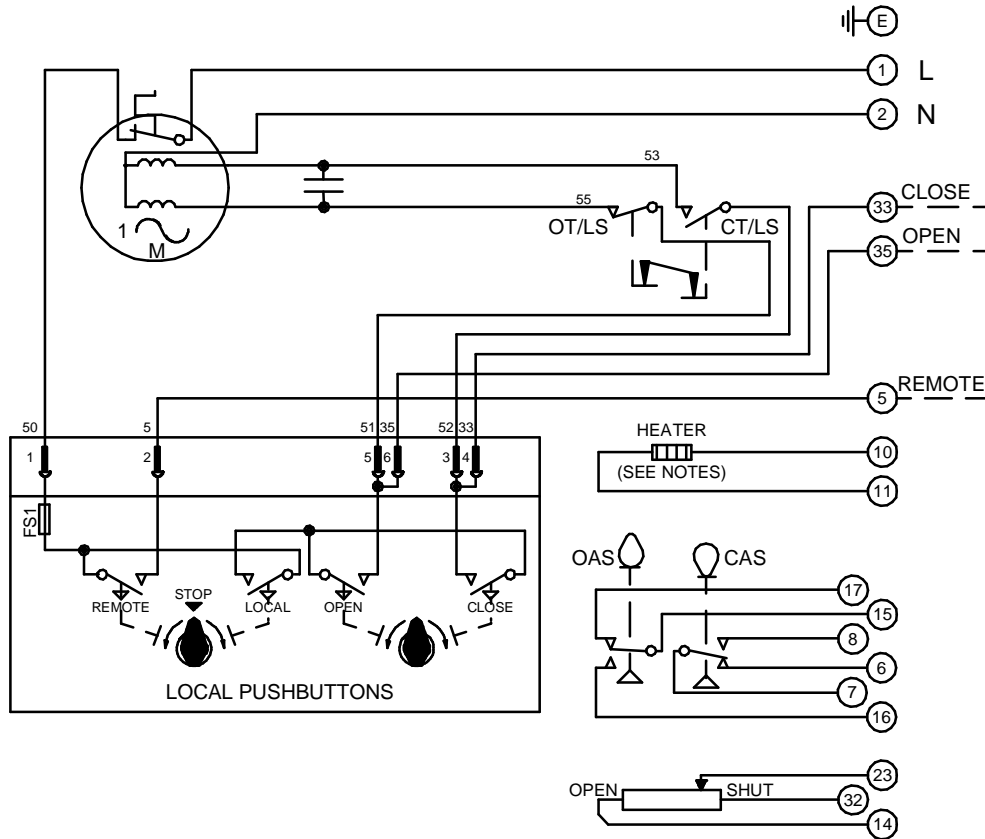 E
1 L
2 N
53
55
33 CLOSE
35 OPEN
OT/LS
CT/LS
1
M
5 REMOTE
50
5
51 35
52 33
1
2
5 6
3 4
HEATER
(SEE NOTES)
10
11
FS1
REMOTE
STOP
LOCAL
OPEN
CLOSE
LOCAL PUSHBUTTONS
OAS
CAS
17
15
8
6
7
16
OPEN
SHUT
23
32
14